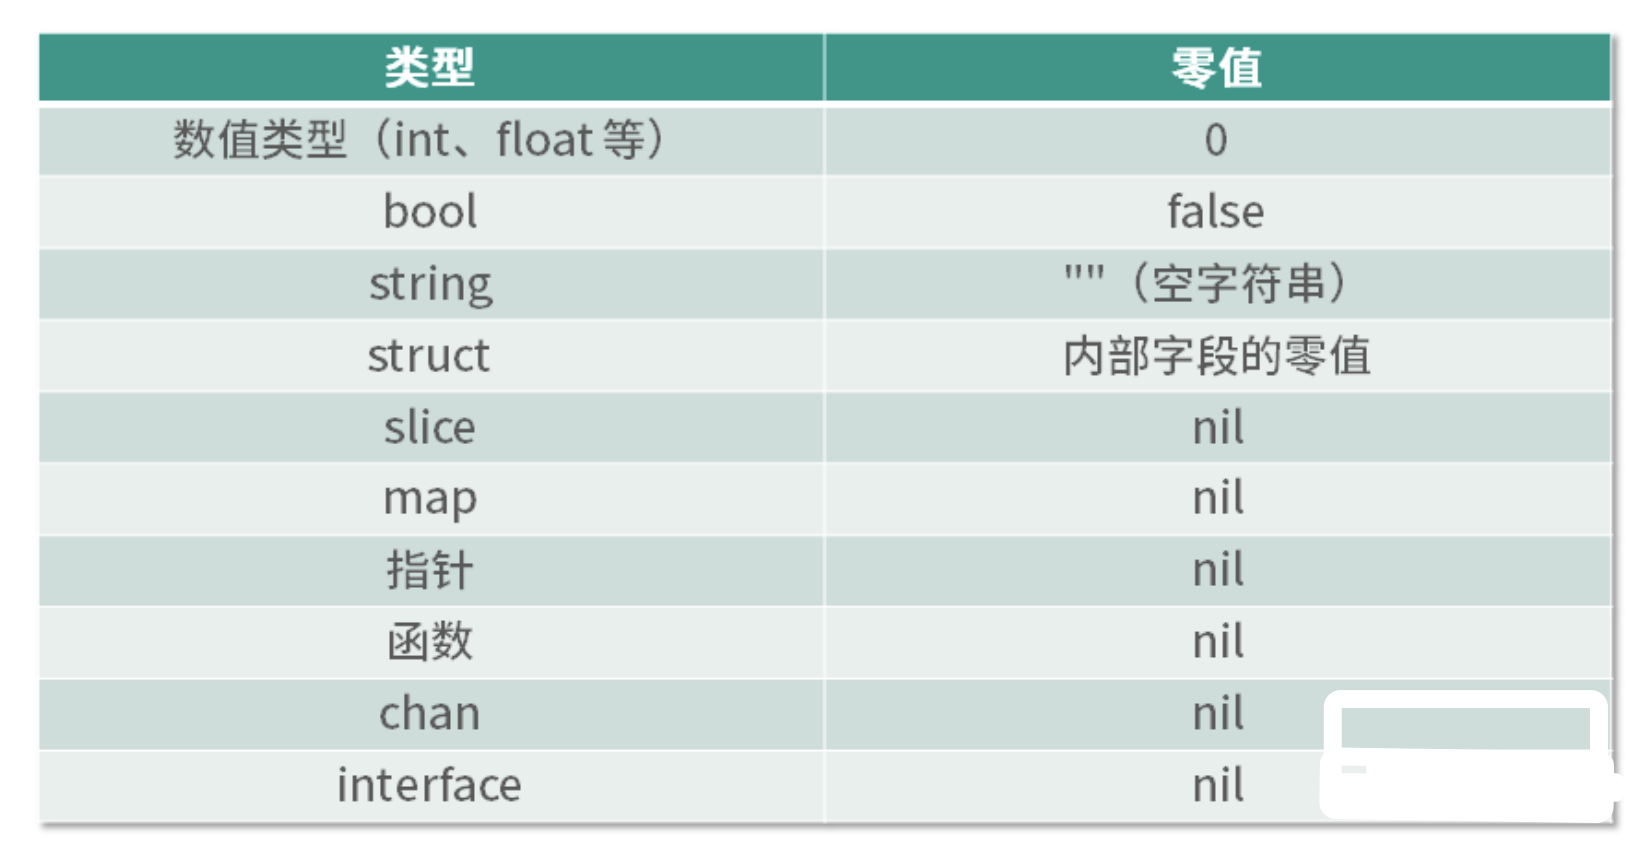 类型 零值
数值类型（int、float 等） 0
bool false
string ""（空字符串）
struct 内部字段的零值
slice nil
map nil
指针 nil
函数 nil
chan nil
interface nil